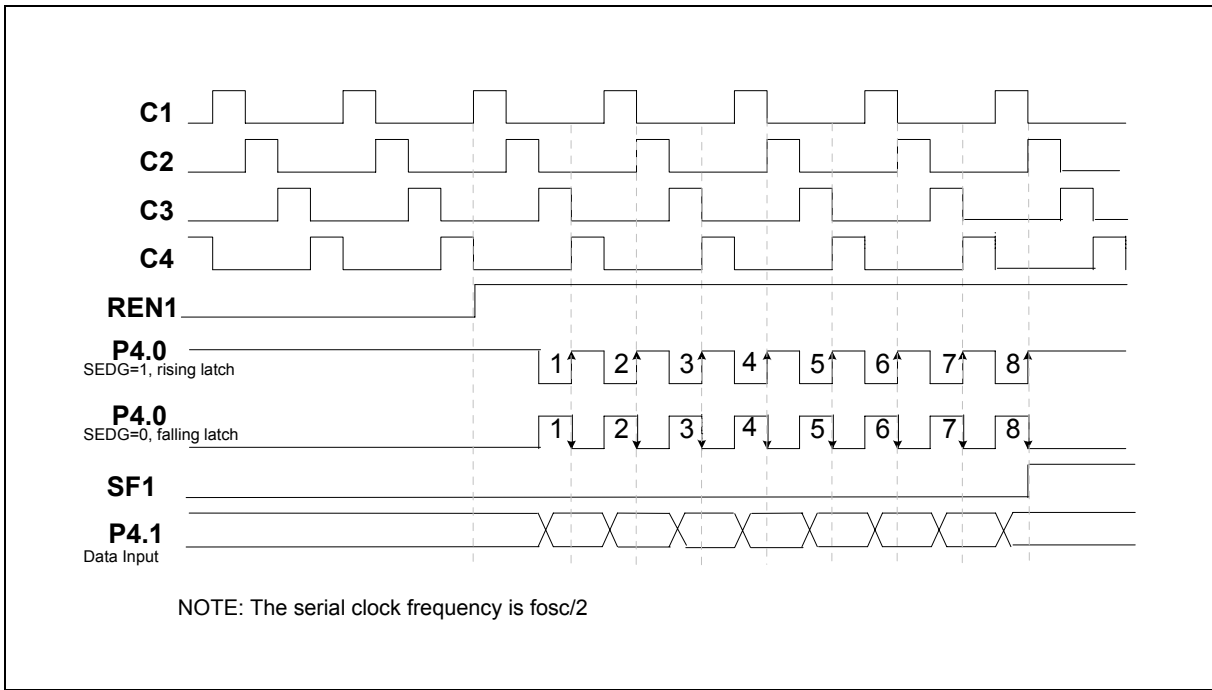 C1
C2
C3
C4
REN1
P4.0
SEDG=1, rising latch
1 2 3 4 5 6 7 8
P4.0
SEDG=0, falling latch
1 2 3 4 5 6 7 8
SF1
P4.1
Data Input
NOTE: The serial clock frequency is fosc/2